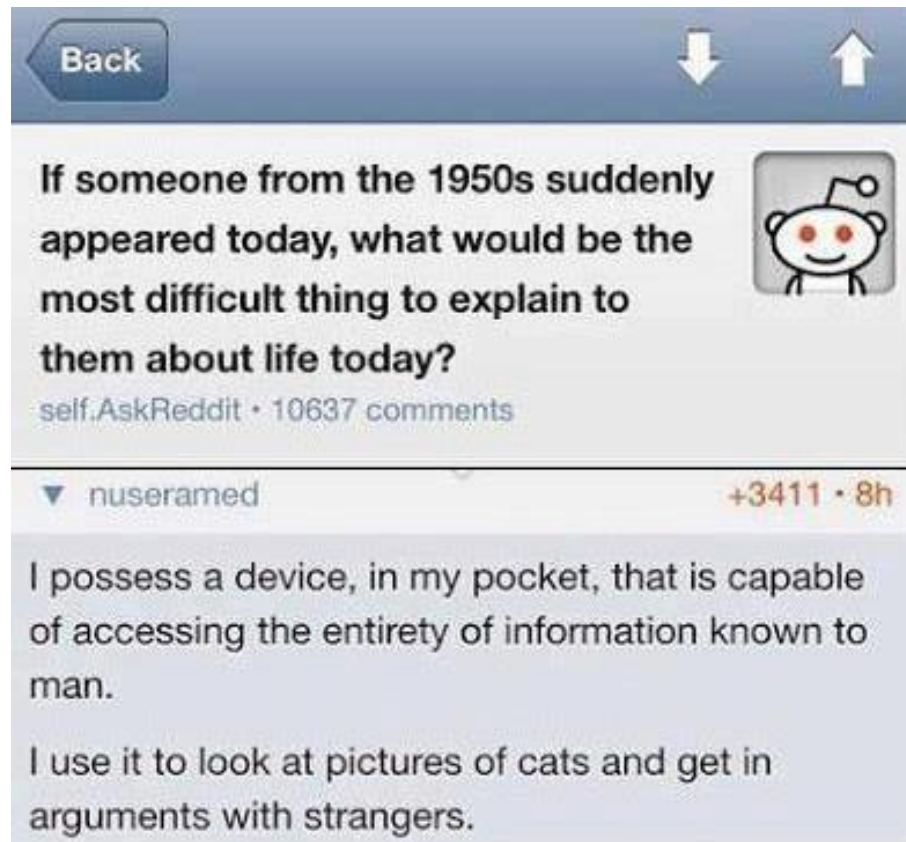 Back
If someone from the 1950s suddenly
appeared today, what would be the
most difficult thing to explain to
them about life today?
self.AskReddit • 10637 comments
nuseramed +3411 • 8h
I possess a device, in my pocket, that is capable
of accessing the entirety of information known to
man.
I use it to look at pictures of cats and get in
arguments with strangers.